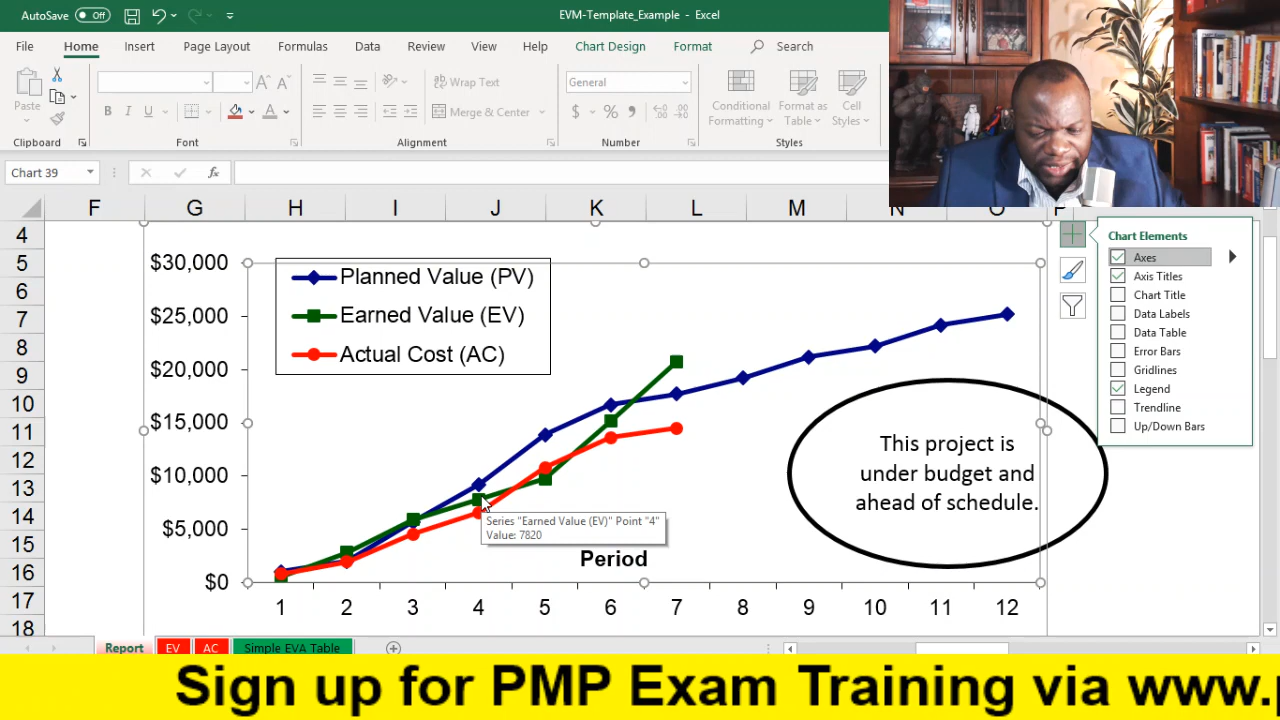 AutoSave Off
EVM-Template_Example - Excel
File Home Insert Page Layout Formulas Data Review View Help Chart Design Format Search
Paste
B I U
Wrap Text
Merge & Center
General
$ %
Conditional Formatting
Format as Table
Cell Styles
Clipboard Font Alignment Number Styles
Chart 39
fx
F G H I J K L M N O P
4
5
6
7
8
9
10
11
12
13
14
15
16
17
18
$30,000
$25,000
$20,000
$15,000
$10,000
$5,000
$0
Planned Value (PV)
Earned Value (EV)
Actual Cost (AC)
Series "Earned Value (EV)" Point "4"
Value: 7820
Period
1 2 3 4 5 6 7 8 9 10 11 12
This project is
under budget and
ahead of schedule.
Chart Elements
Axes
Axis Titles
Chart Title
Data Labels
Data Table
Error Bars
Gridlines
Legend
Trendline
Up/Down Bars
Report EV AC Simple EVA Table
Sign up for PMP Exam Training via www.